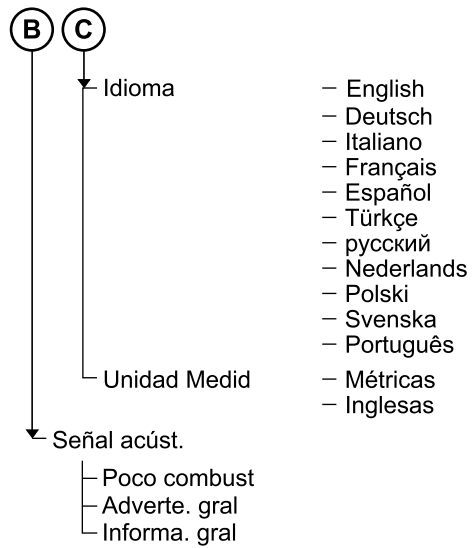 B C
Idioma – English
– Deutsch
– Italiano
– Français
– Español
– Türkçe
– русский
– Nederlands
– Polski
– Svenska
– Português
Unidad Medid – Métricas
– Inglesas
Señal acúst.
Poco combust
Adverte. gral
Informa. gral